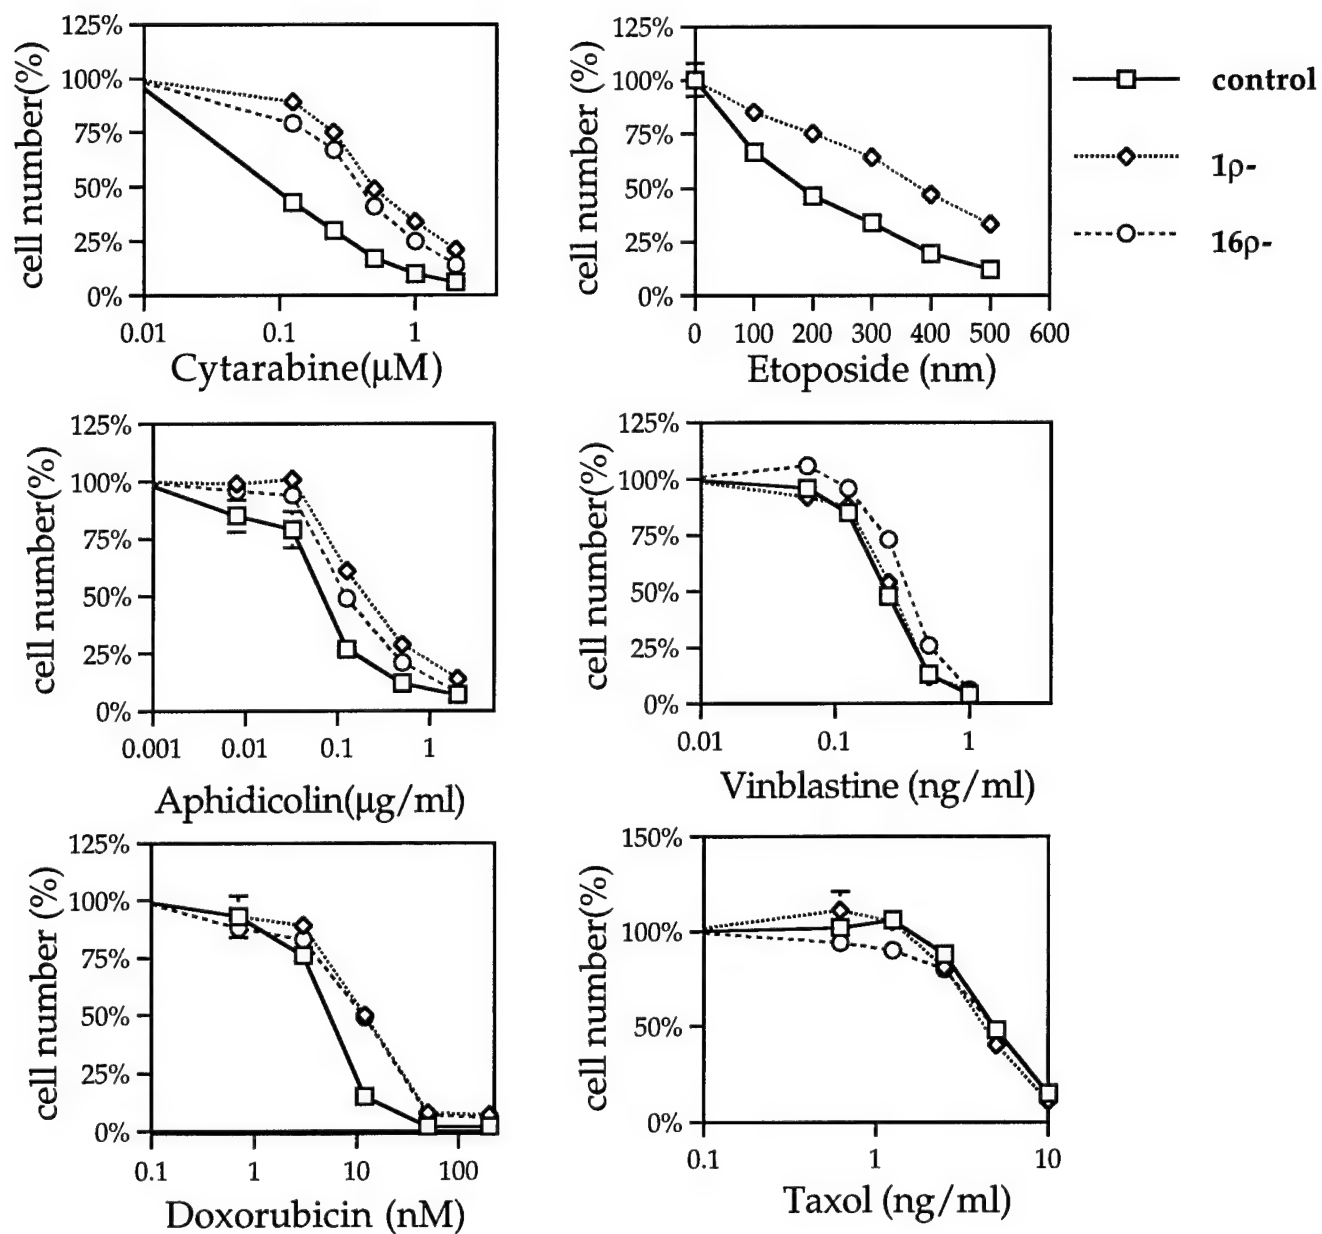 125%
100%
75%
50%
25%
0%
cell number(%)
0.01 0.1 1
Cytarabine(μM)
125%
100%
75%
50%
25%
0%
cell number (%)
0 100 200 300 400 500 600
Etoposide (nm)
control
1ρ-
16ρ-
125%
100%
75%
50%
25%
0%
cell number(%)
0.001 0.01 0.1 1
Aphidicolin(μg/ml)
125%
100%
75%
50%
25%
0%
cell number(%)
0.01 0.1 1
Vinblastine (ng/ml)
125%
100%
75%
50%
25%
0%
cell number (%)
0.1 1 10 100
Doxorubicin (nM)
150%
100%
50%
0%
cell number(%)
0.1 1 10
Taxol (ng/ml)